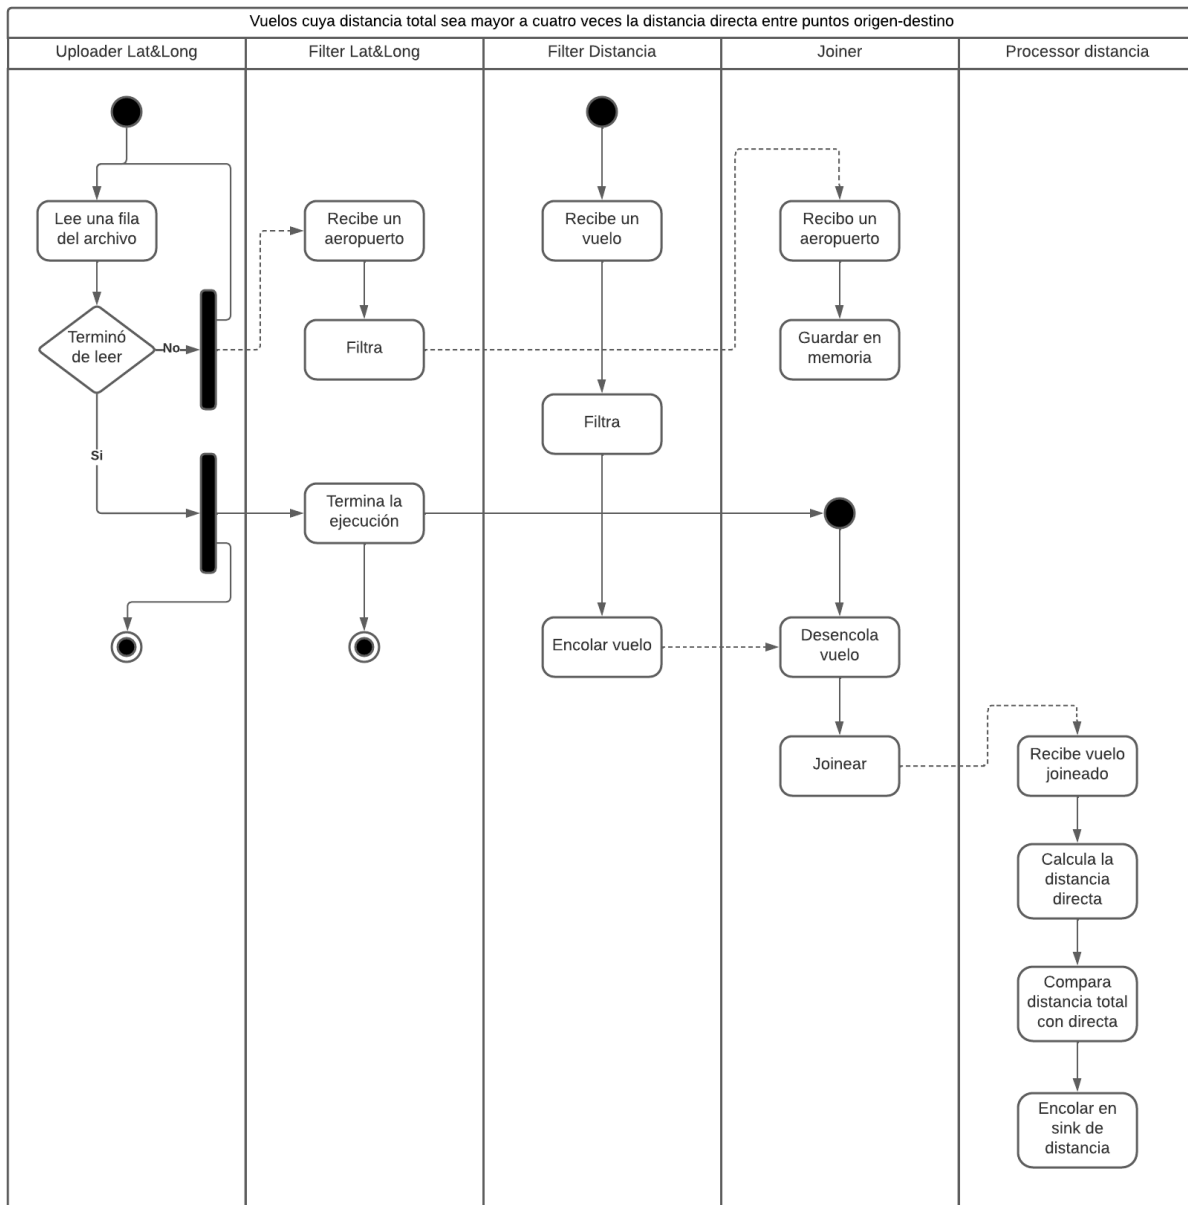 Vuelos cuya distancia total sea mayor a cuatro veces la distancia directa entre puntos origen-destino
Uploader Lat&Long
Filter Lat&Long
Filter Distancia
Joiner
Processor distancia
Lee una fila
del archivo
Recibe un
aeropuerto
Recibe un
vuelo
Recibo un
aeropuerto
Terminó
de leer
No
Filtra
Guardar en
memoria
Filtra
Si
Termina la
ejecución
Encolar vuelo
Desencola
vuelo
Joinear
Recibe vuelo
joineado
Calcula la
distancia
directa
Compara
distancia total
con directa
Encolar en
sink de
distancia